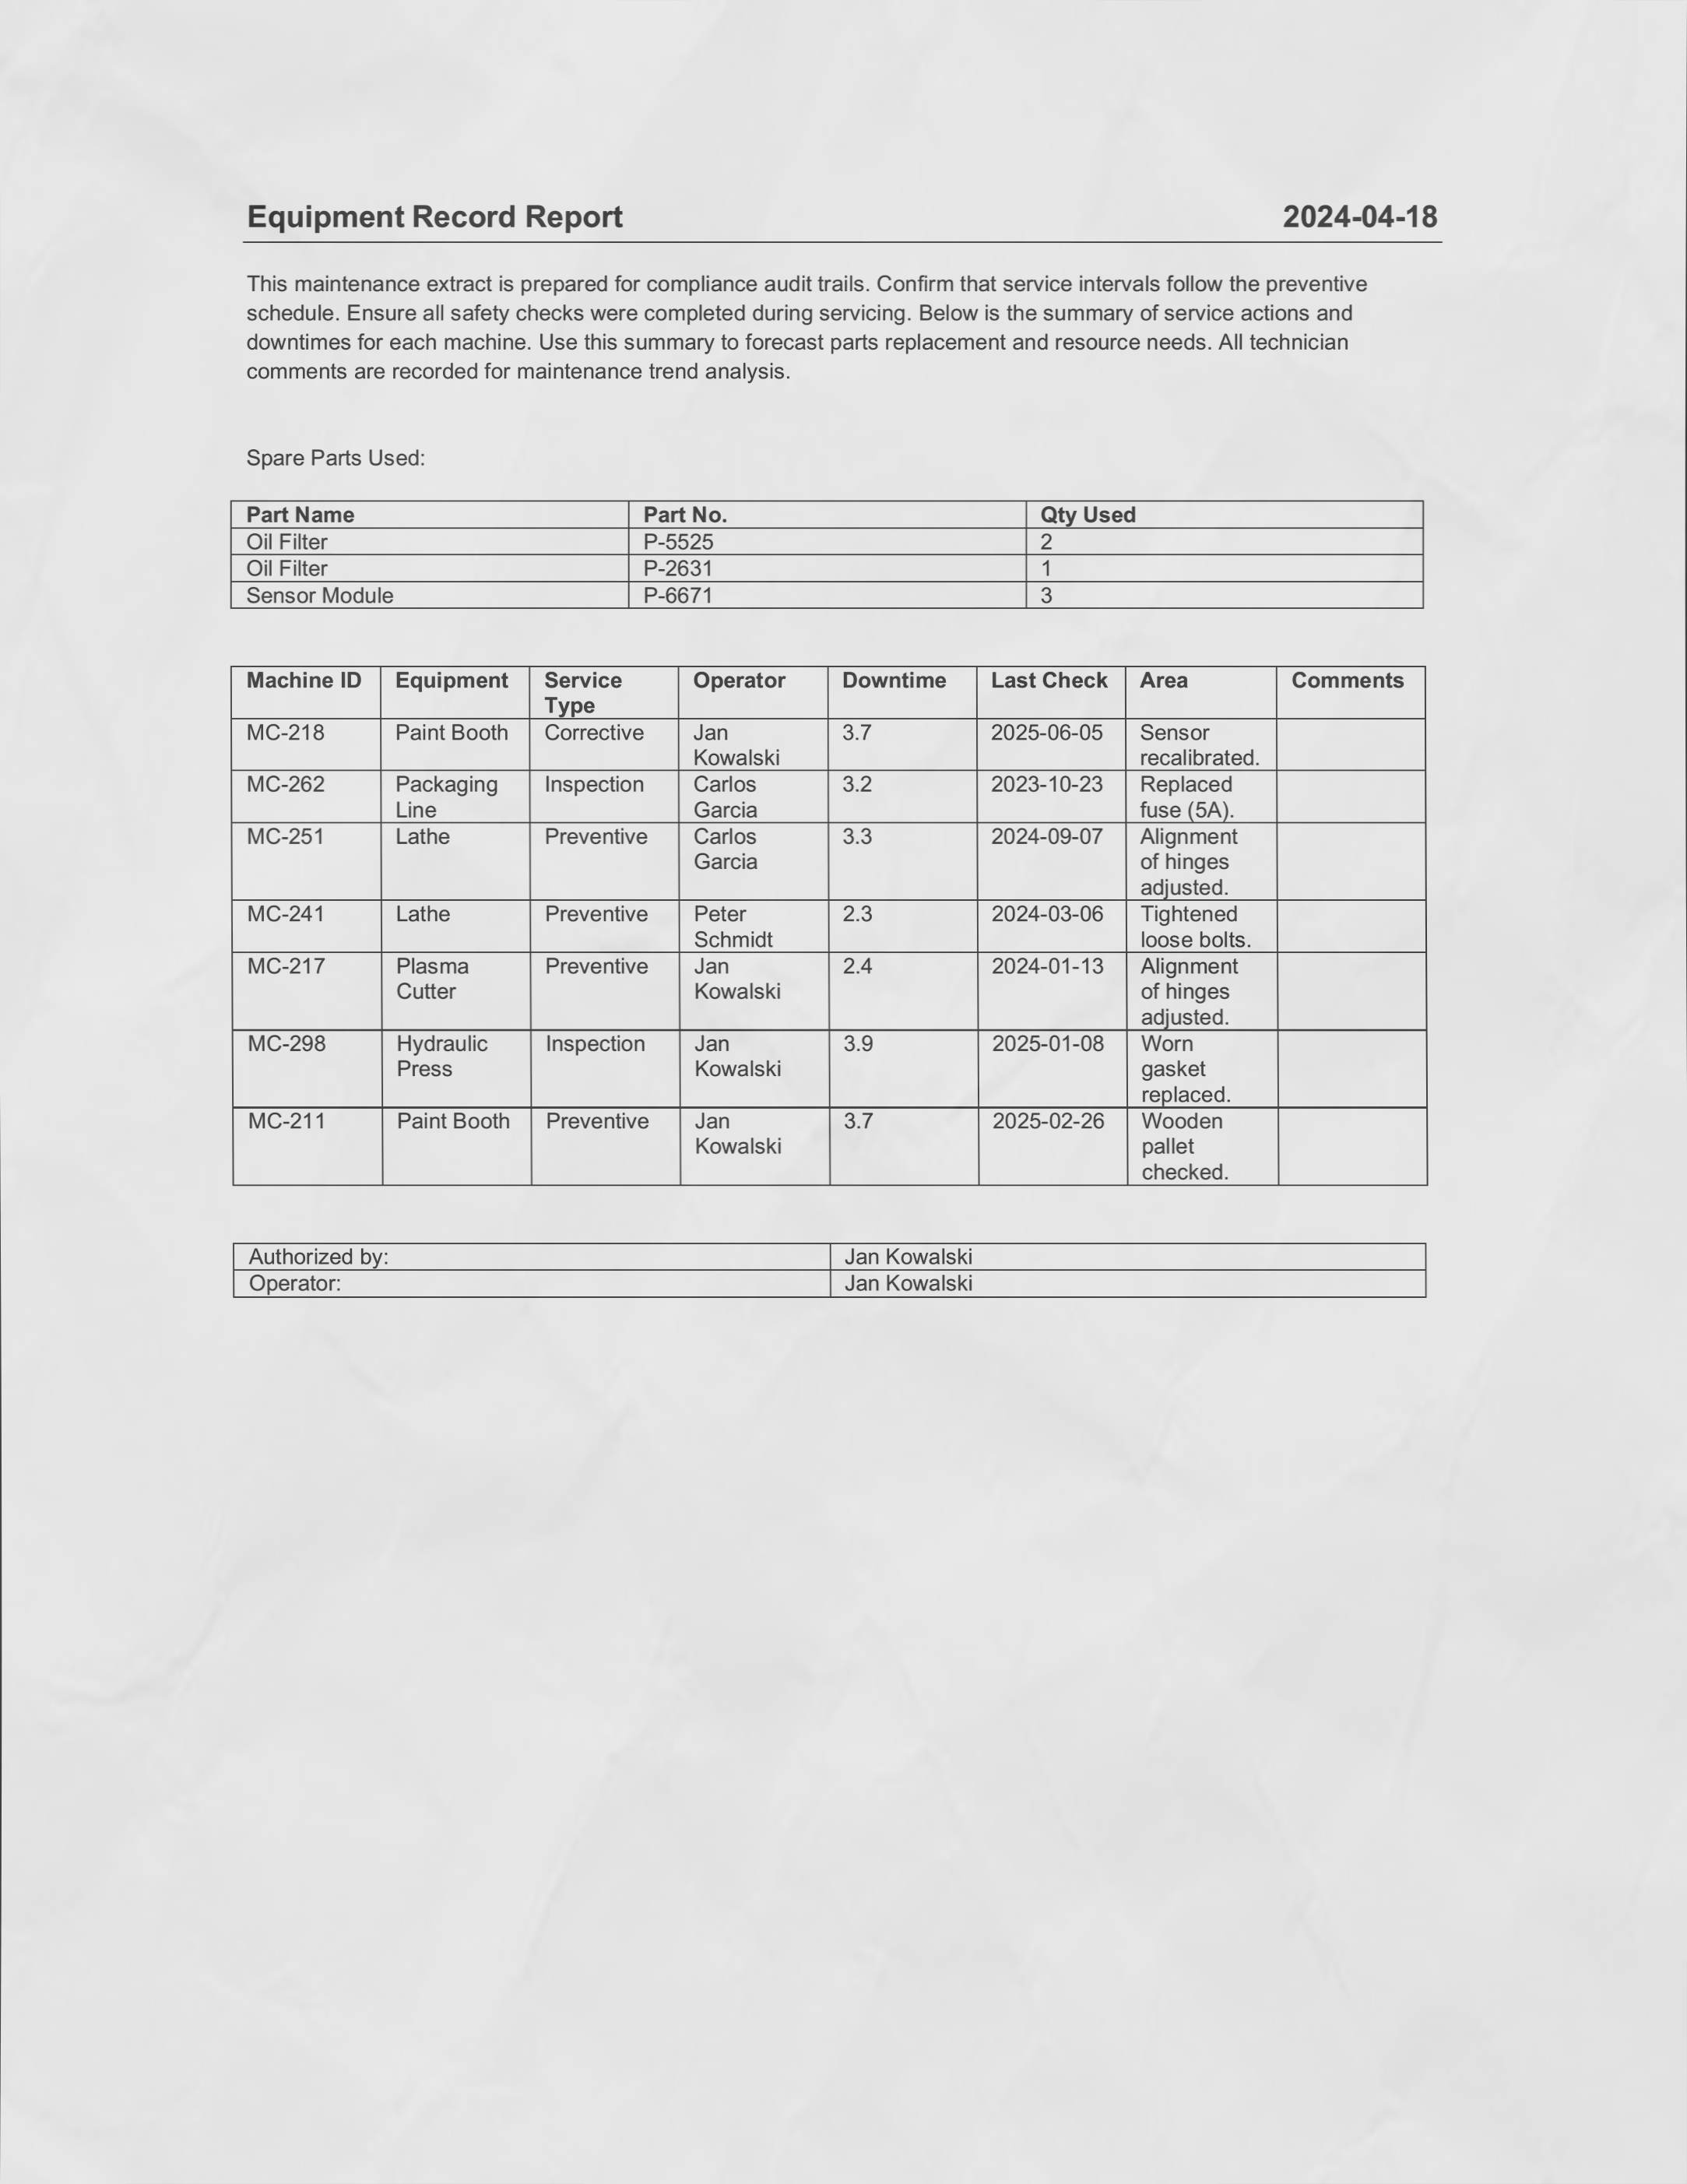 Equipment Record Report 2024-04-18
This maintenance extract is prepared for compliance audit trails. Confirm that service intervals follow the preventive
schedule. Ensure all safety checks were completed during servicing. Below is the summary of service actions and
downtimes for each machine. Use this summary to forecast parts replacement and resource needs. All technician
comments are recorded for maintenance trend analysis.
Spare Parts Used:
Part Name Part No. Qty Used
Oil Filter P-5525 2
Oil Filter P-2631 1
Sensor Module P-6671 3
Machine ID Equipment Service Operator Downtime Last Check Area Comments
Type
MC-218 Paint Booth Corrective Jan 3.7 2025-06-05 Sensor
Kowalski recalibrated.
MC-262 Packaging Inspection Carlos 3.2 2023-10-23 Replaced
Line Garcia fuse (5A).
MC-251 Lathe Preventive Carlos 3.3 2024-09-07 Alignment
Garcia of hinges
adjusted.
MC-241 Lathe Preventive Peter 2.3 2024-03-06 Tightened
Schmidt loose bolts.
MC-217 Plasma Preventive Jan 2.4 2024-01-13 Alignment
Cutter Kowalski of hinges
adjusted.
MC-298 Hydraulic Inspection Jan 3.9 2025-01-08 Worn
Press Kowalski gasket
replaced.
MC-211 Paint Booth Preventive Jan 3.7 2025-02-26 Wooden
Kowalski pallet
checked.
Authorized by: Jan Kowalski
Operator: Jan Kowalski